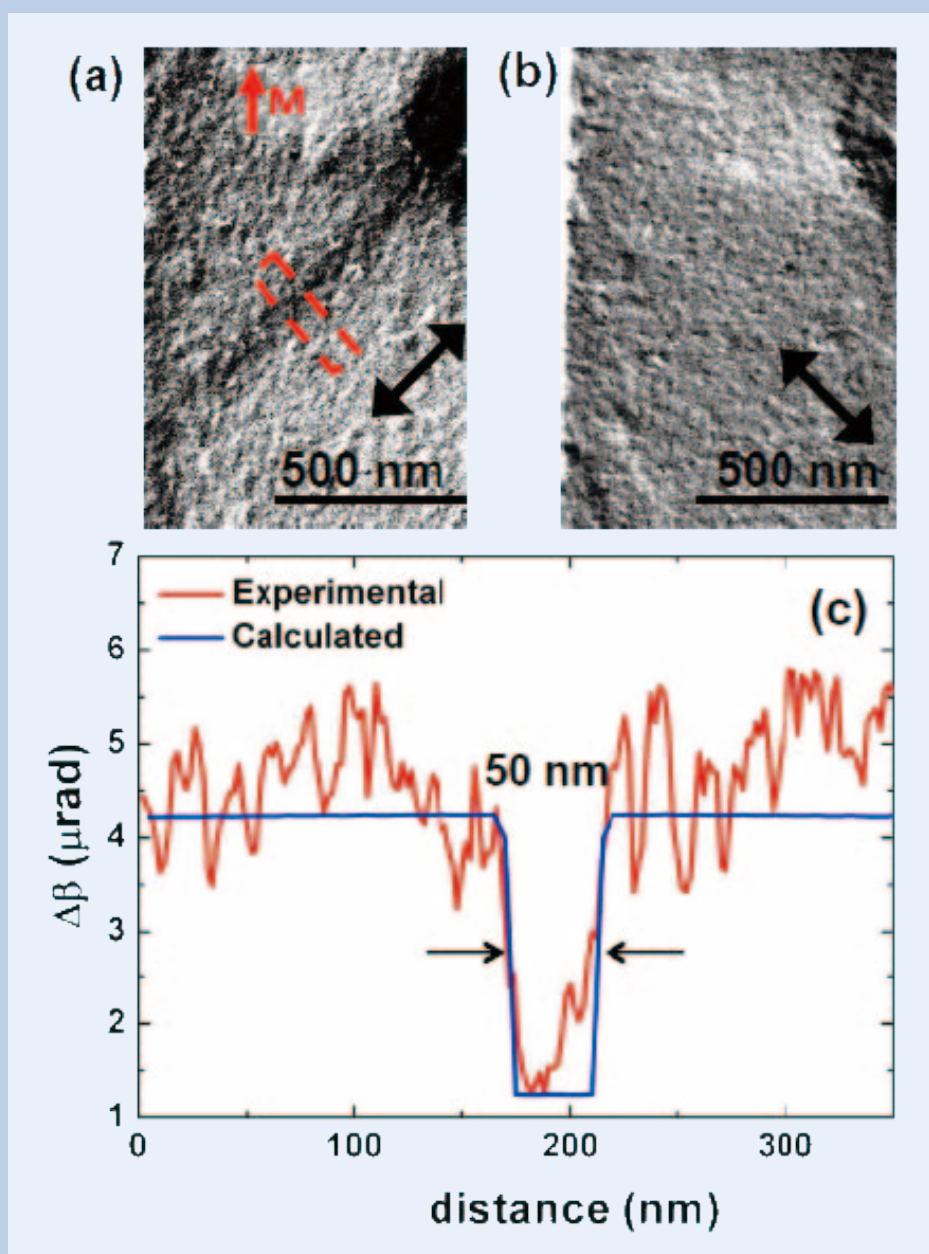 (a)
M
500 nm
(b)
500 nm
7
6
5
4
3
2
1
Δβ (μrad)
Experimental
Calculated
(c)
50 nm
0
100
200
300
distance (nm)